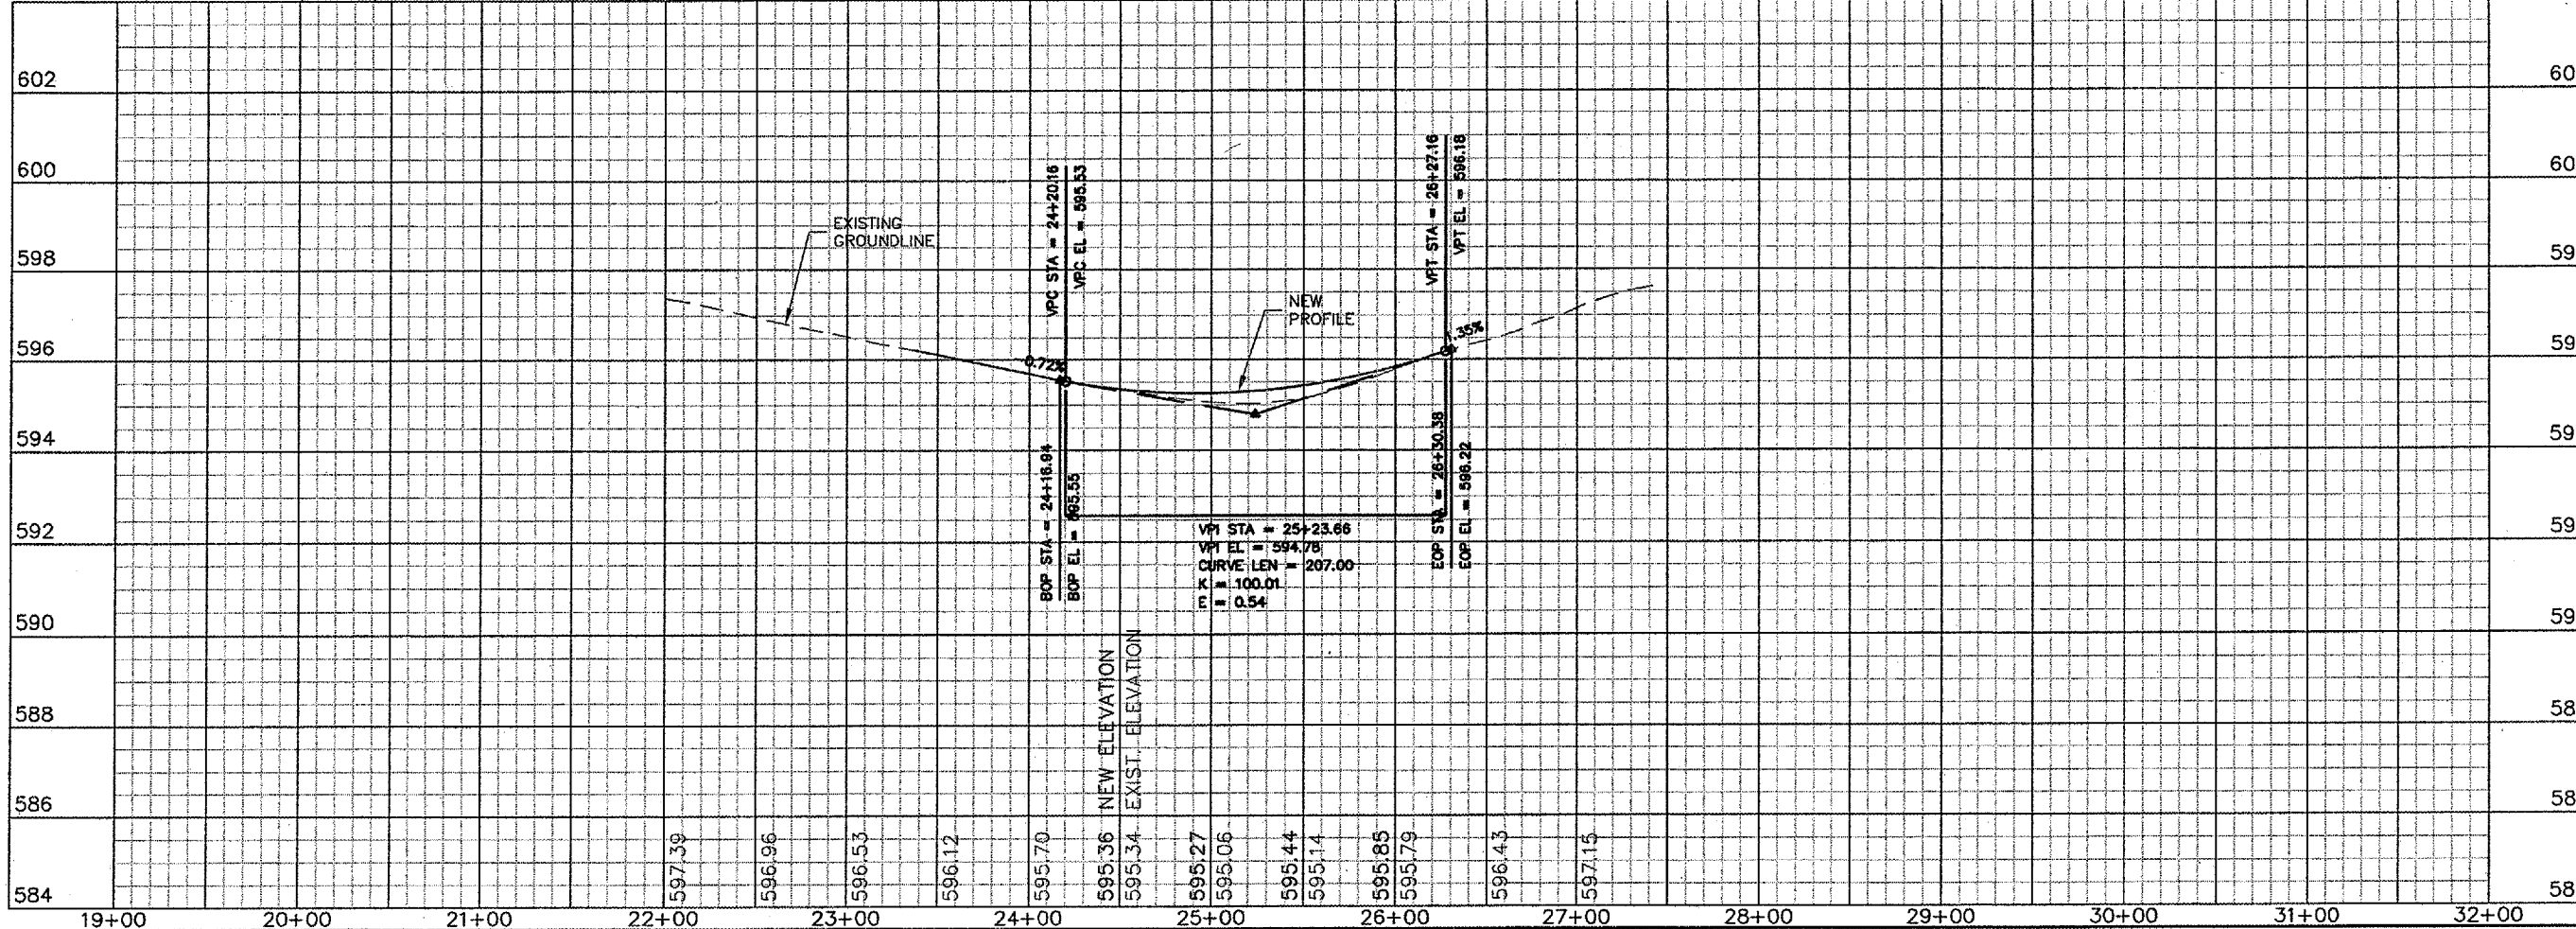 602
600
598
596
594
592
590
588
586
584
60
60
59
59
59
59
59
58
58
58
EXISTING
GROUNDLINE
VPC STA = 24+20.16
VPC EL = 595.53
VPT STA = 26+27.16
VPT EL = 596.18
NEW
PROFILE
0.72%
1.35%
BOP STA = 24+16.94
BOP EL = 595.55
EOP STA = 26+30.38
EOP EL = 596.22
VPI STA = 25+23.66
VPI EL = 594.78
CURVE LEN = 207.00
K = 100.01
E = 0.54
NEW ELEVATION
EXIST. ELEVATION
597.39
596.96
596.53
596.12
595.70
595.36
595.34
595.27
595.06
595.44
595.14
595.85
595.79
596.43
597.15
19+00
20+00
21+00
22+00
23+00
24+00
25+00
26+00
27+00
28+00
29+00
30+00
31+00
32+00